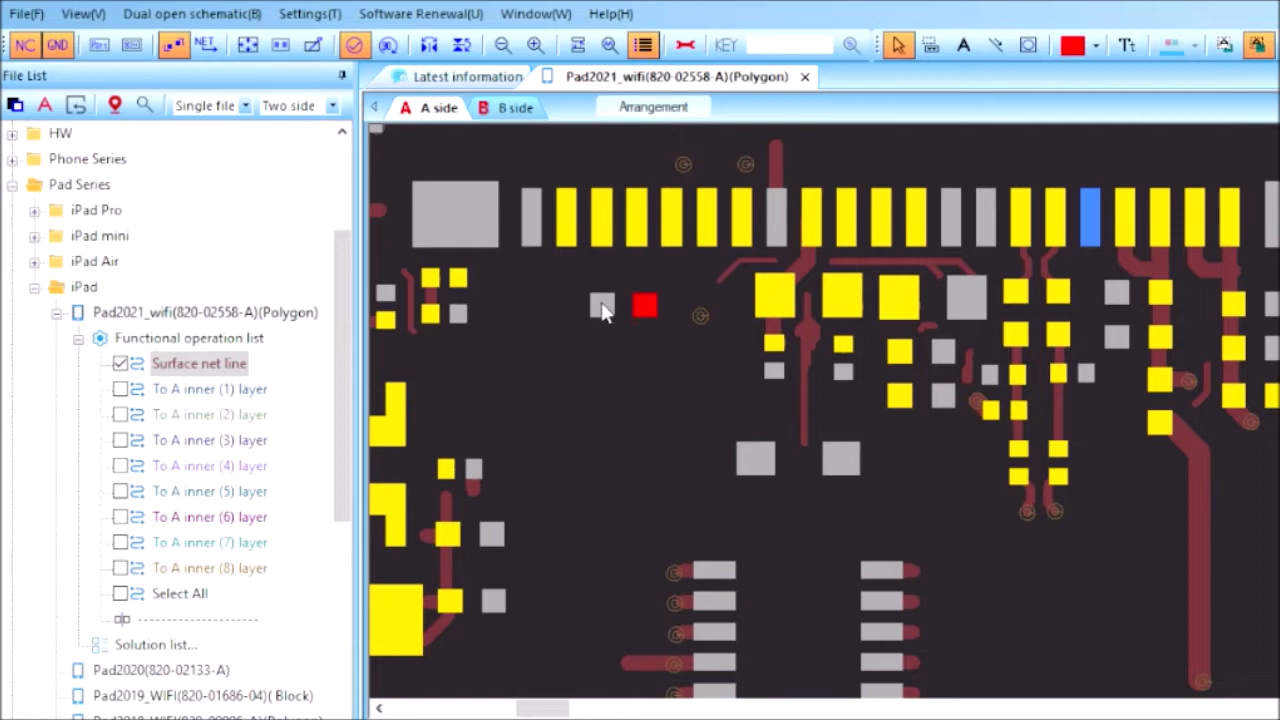 File(F) View(V) Dual open schematic(B) Settings(T) Software Renewal(U) Window(W) Help(H)
NC GND NET KEY A Tt
File List
Latest information Pad2021_wifi(820-02558-A)(Polygon)
A Single file Two side
A A side B B side Arrangement
HW
Phone Series
Pad Series
iPad Pro
iPad mini
iPad Air
iPad
Pad2021_wifi(820-02558-A)(Polygon)
Functional operation list
Surface net line
To A inner (1) layer
To A inner (2) layer
To A inner (3) layer
To A inner (4) layer
To A inner (5) layer
To A inner (6) layer
To A inner (7) layer
To A inner (8) layer
Select All
Solution list...
Pad2020(820-02133-A)
Pad2019_WIFI(820-01686-04)( Block)